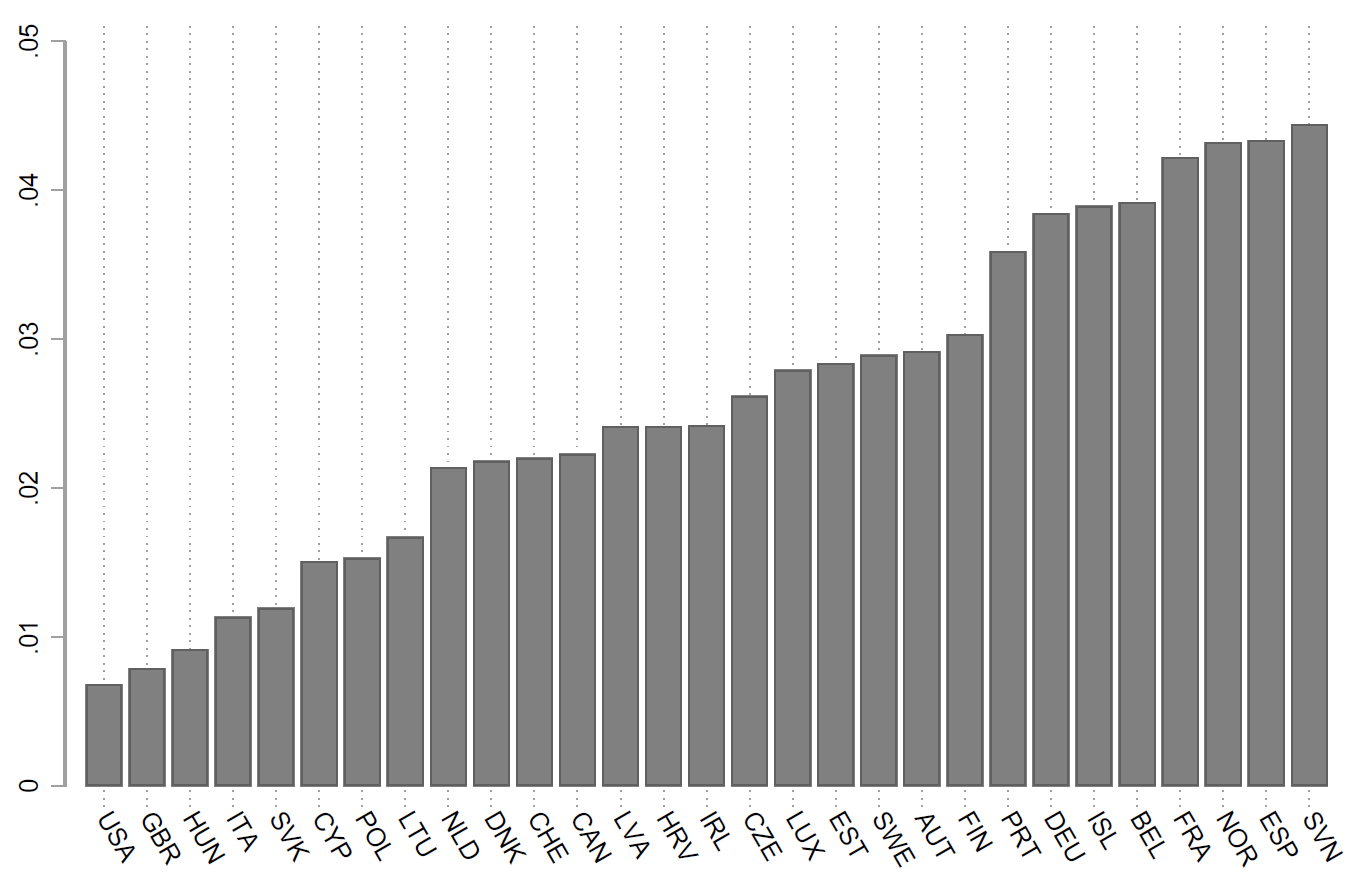 .05
.04
.03
.02
.01
0
USA
GBR
HUN
ITA
SVK
CYP
POL
LTU
NLD
DNK
CHE
CAN
LVA
HRV
IRL
CZE
LUX
EST
SWE
AUT
FIN
PRT
DEU
ISL
BEL
FRA
NOR
ESP
SVN